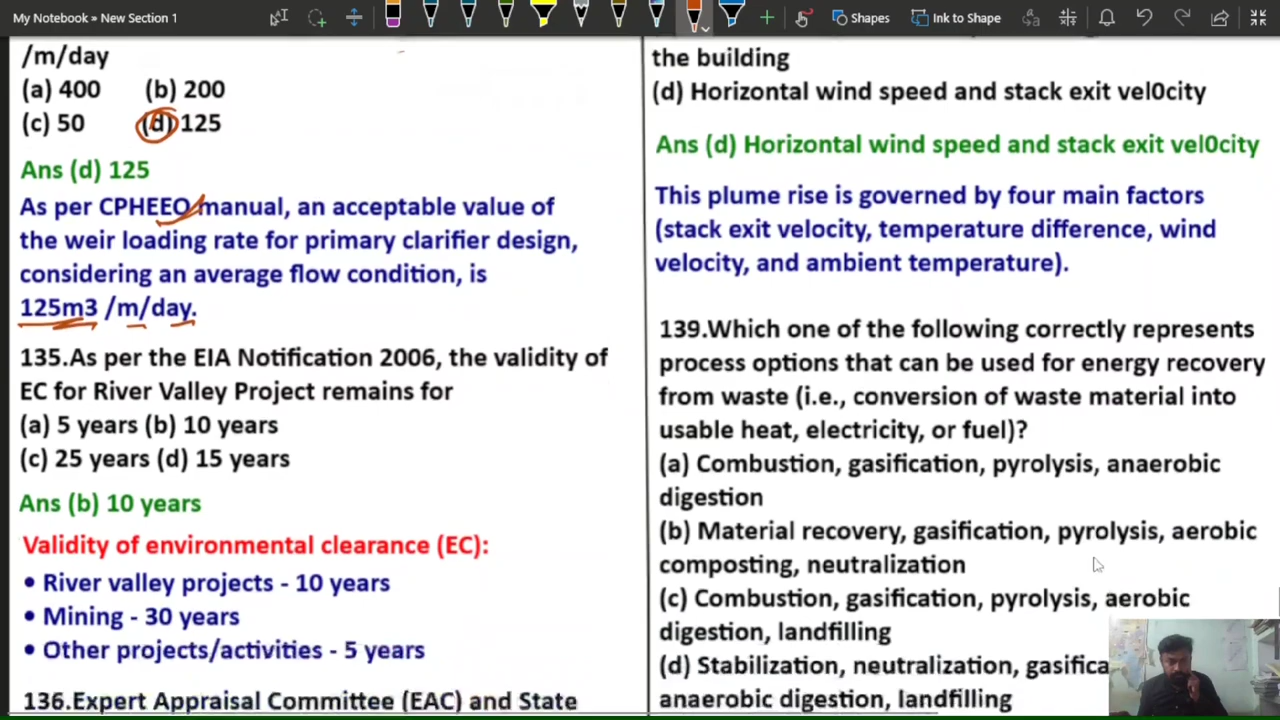 My Notebook » New Section 1
Shapes
Ink to Shape
/m/day
(a) 400 (b) 200
(c) 50 (d) 125
Ans (d) 125
As per CPHEEO manual, an acceptable value of
the weir loading rate for primary clarifier design,
considering an average flow condition, is
125m3 /m/day.
135.As per the EIA Notification 2006, the validity of
EC for River Valley Project remains for
(a) 5 years (b) 10 years
(c) 25 years (d) 15 years
Ans (b) 10 years
Validity of environmental clearance (EC):
• River valley projects - 10 years
• Mining - 30 years
• Other projects/activities - 5 years
136.Expert Appraisal Committee (EAC) and State
the building
(d) Horizontal wind speed and stack exit vel0city
Ans (d) Horizontal wind speed and stack exit vel0city
This plume rise is governed by four main factors
(stack exit velocity, temperature difference, wind
velocity, and ambient temperature).
139.Which one of the following correctly represents
process options that can be used for energy recovery
from waste (i.e., conversion of waste material into
usable heat, electricity, or fuel)?
(a) Combustion, gasification, pyrolysis, anaerobic
digestion
(b) Material recovery, gasification, pyrolysis, aerobic
composting, neutralization
(c) Combustion, gasification, pyrolysis, aerobic
digestion, landfilling
(d) Stabilization, neutralization, gasifica
anaerobic digestion, landfilling